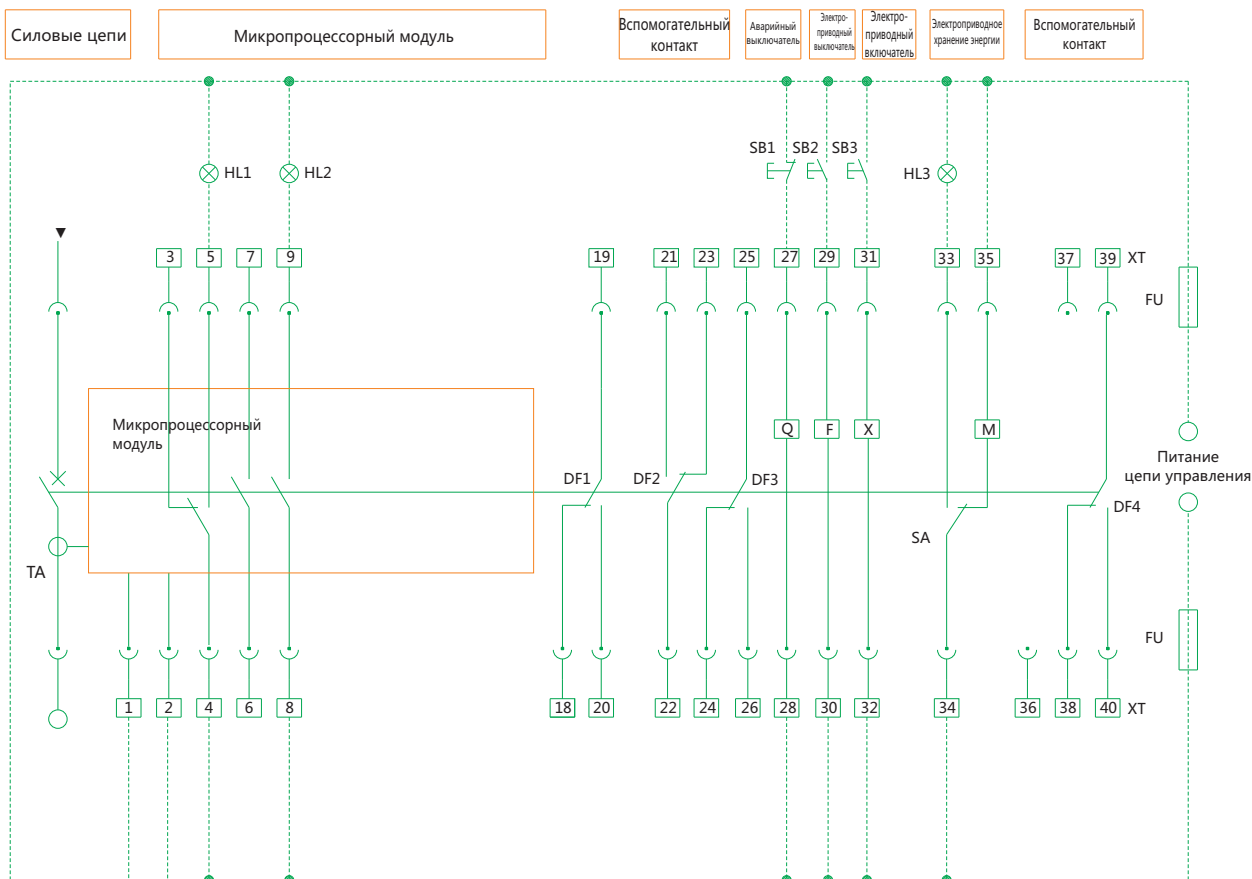 Силовые цепи
Микропроцессорный модуль
Вспомогательный
контакт
Аварийный
выключатель
Электро-
приводный
выключатель
Электро-
приводный
включатель
Электроприводное
хранение энергии
Вспомогательный
контакт
SB1 SB2 SB3
HL1 HL2 HL3
3 5 7 9 19 21 23 25 27 29 31 33 35 37 39 XT
FU
Микропроцессорный
модуль
Q F X M
Питание
цепи управления
DF1 DF2 DF3
DF4
SA
TA
FU
1 2 4 6 8 18 20 22 24 26 28 30 32 34 36 38 40 XT